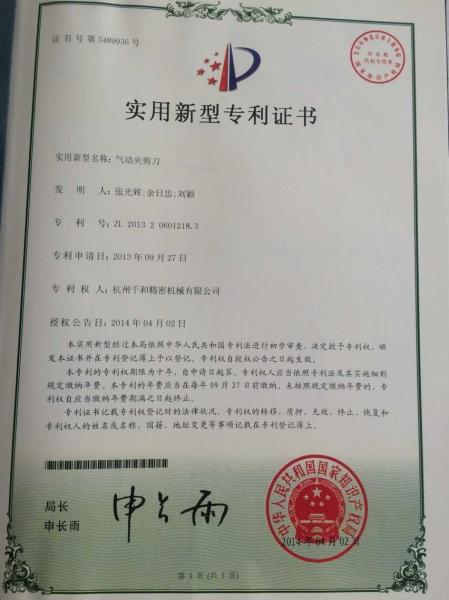 证书号第3489936号
实用新型专利证书
实用新型名称：气动夹剪刀
发明人：张光辉;余日忠;刘颖
专利号：ZL 2013 2 0601218.3
专利申请日：2013年09月27日
专利权人：杭州千和精密机械有限公司
授权公告日：2014年04月02日
本实用新型经过本局依照中华人民共和国专利法进行初步审查，决定授予专利权，颁
发本证书并在专利登记簿上予以登记。专利权自授权公告之日起生效。
本专利的专利权期限为十年，自申请日起算。专利权人应当依照专利法及其实施细则
规定缴纳年费。本专利的年费应当在每年09月27日前缴纳。未按照规定缴纳年费的，专
利权自应当缴纳年费期满之日起终止。
专利证书记载专利权登记时的法律状况。专利权的转移、质押、无效、终止、恢复和
专利权人的姓名或名称、国籍、地址变更等事项记载在专利登记簿上。
局长
申长雨
申长雨
中华人民共和国国家知识产权局
2014年04月02日
第1页（共1页）